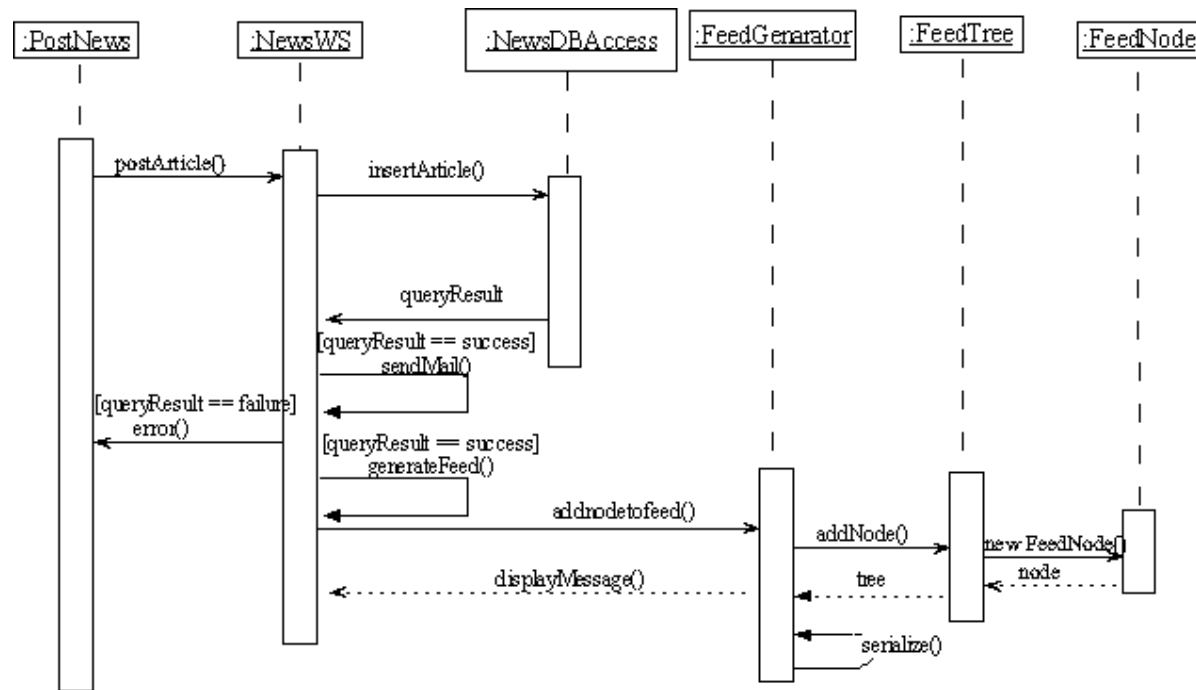 :PostNews
:NewsWS
:NewsDBAccess
:FeedGenarator
:FeedTree
:FeedNode
postArticle()
insertArticle()
queryResult
[queryResult == success]
sendMail()
[queryResult == failure]
error()
[queryResult == success]
generateFeed()
addnodetofeed()
addNode()
new FeedNode()
node
tree
displayMessage()
serialize()